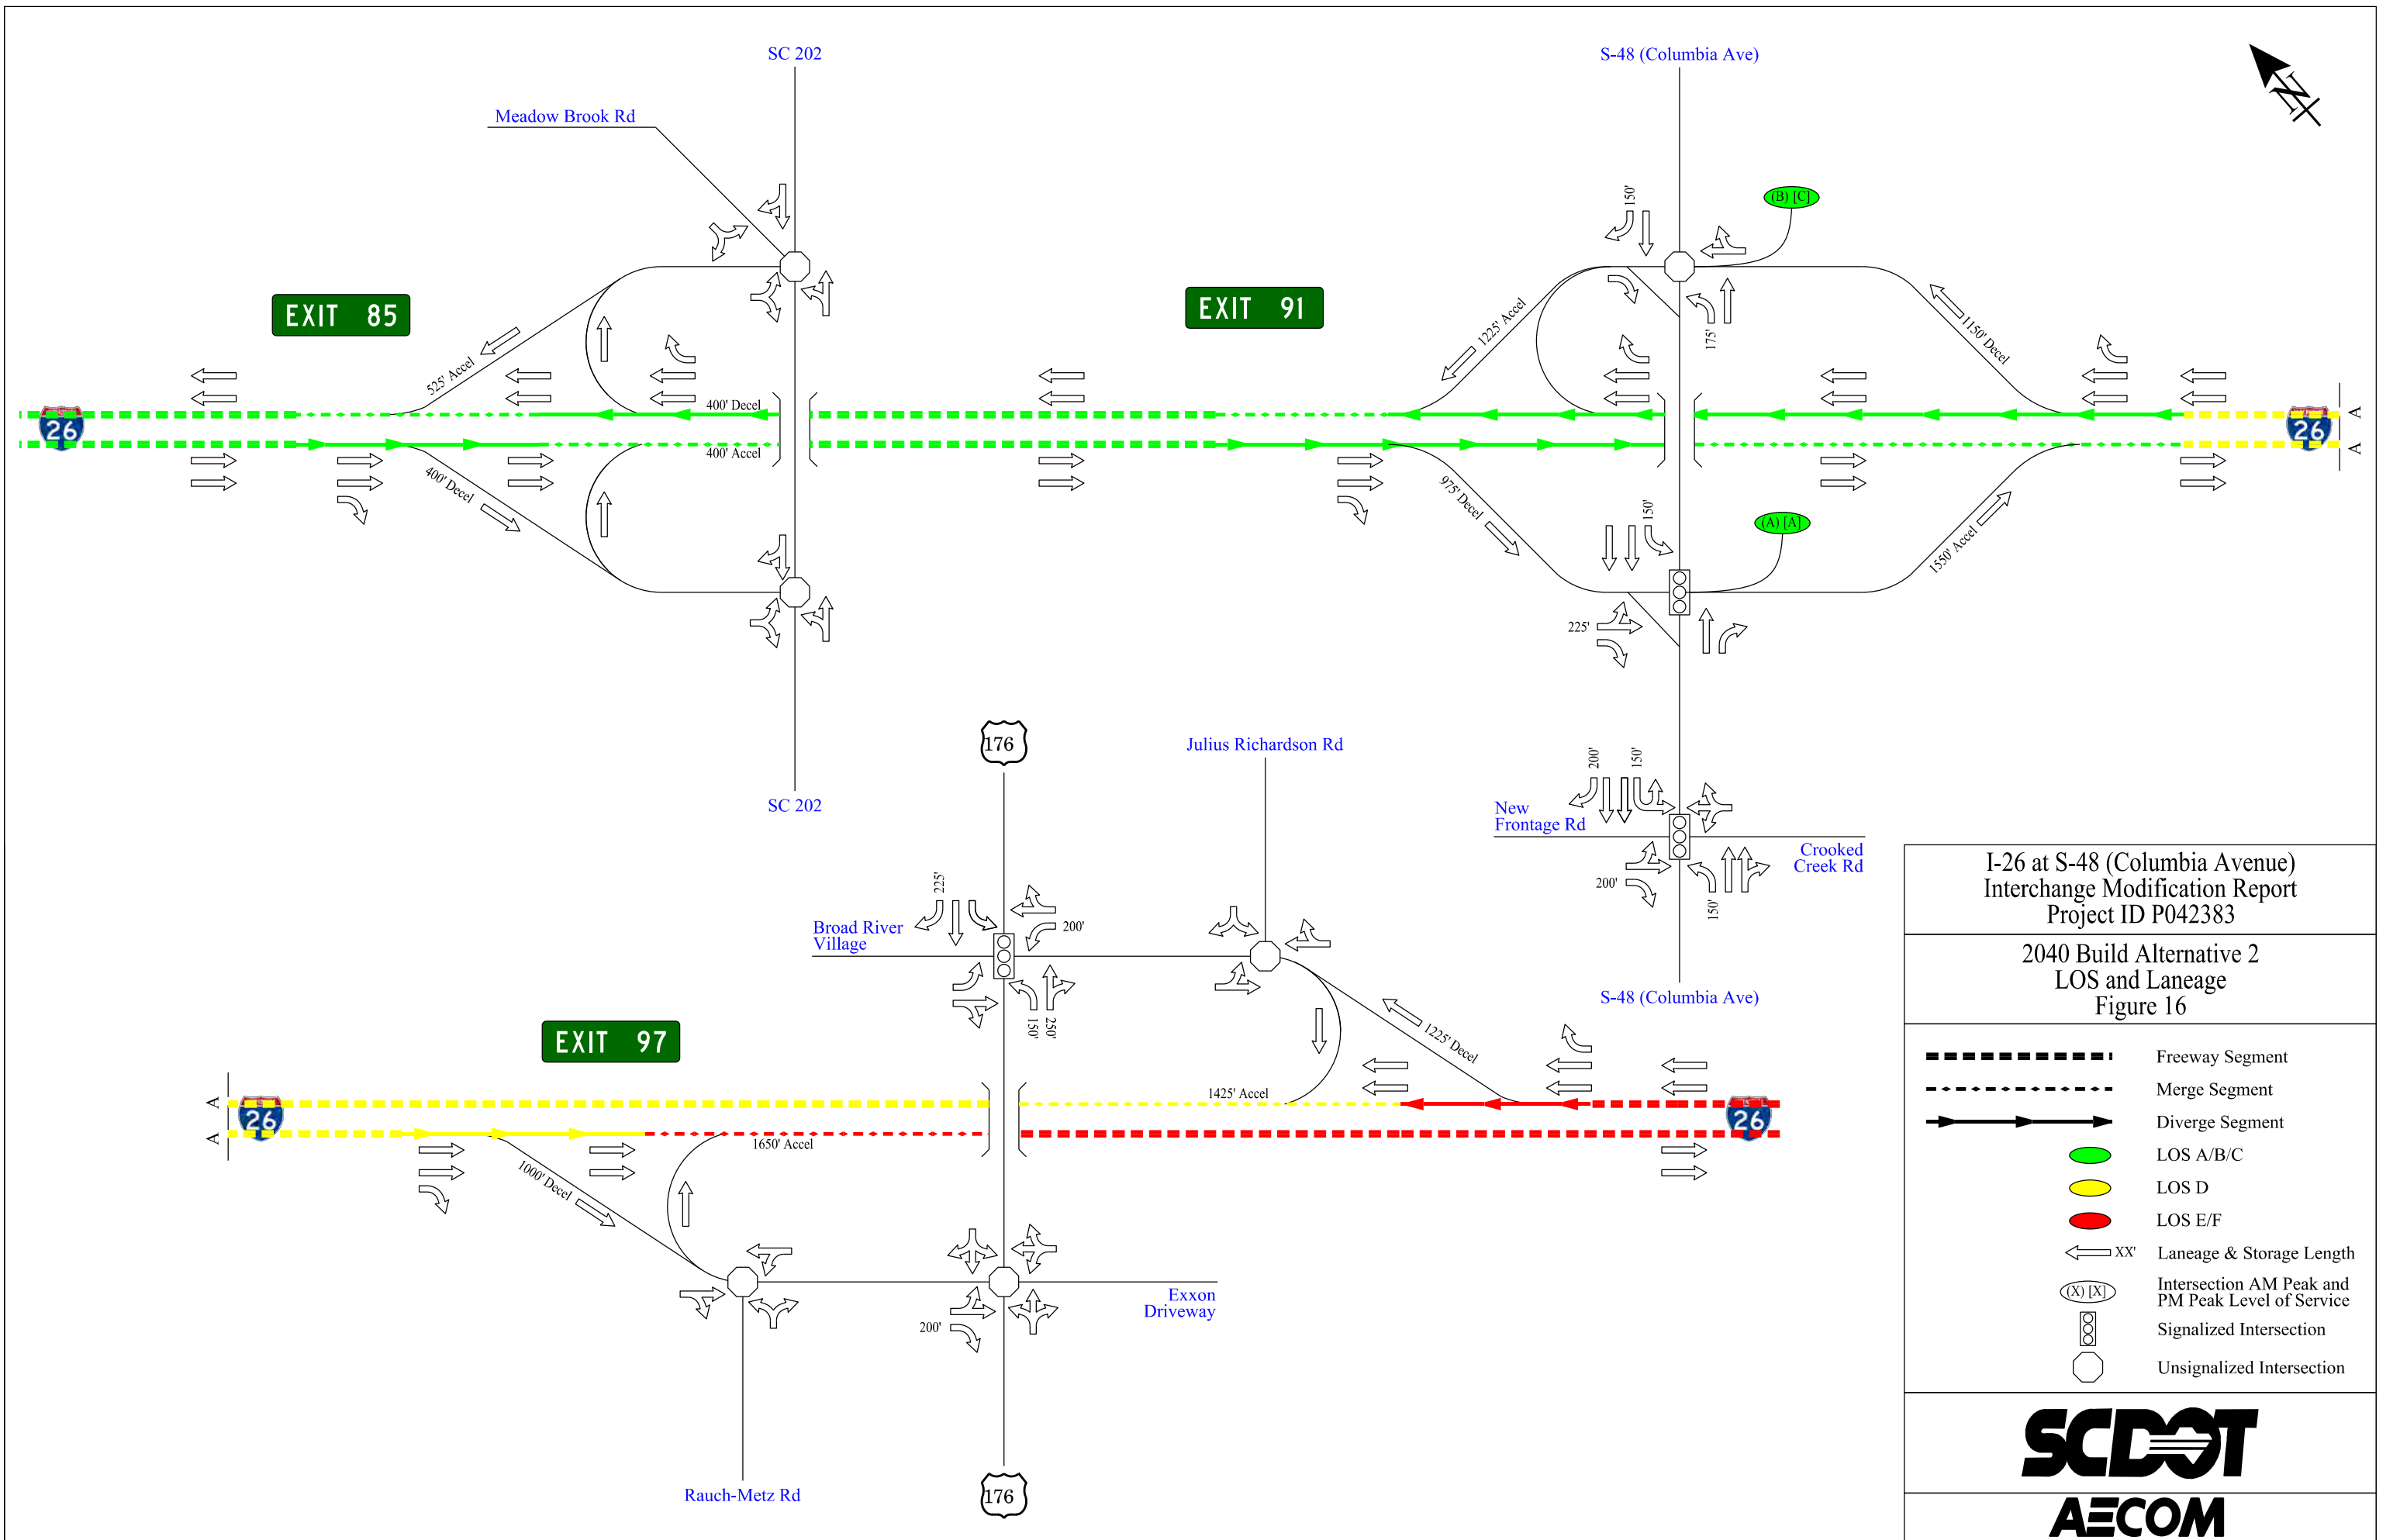 SC 202
S-48 (Columbia Ave)
Meadow Brook Rd
150'
(B) [C]
EXIT 85
EXIT 91
525' Accel
1225' Accel
175'
1150' Decel
400' Decel
26
26
A
A
400' Accel
400' Decel
975' Decel
150'
(A) [A]
1550' Accel
225'
176
Julius Richardson Rd
SC 202
200'
150'
New
Frontage Rd
Crooked
Creek Rd
200'
150'
225'
Broad River
Village
200'
150'
250'
S-48 (Columbia Ave)
EXIT 97
1225' Decel
1425' Accel
A
A
26
26
1650' Accel
1000' Decel
Exxon
Driveway
200'
Rauch-Metz Rd
176
I-26 at S-48 (Columbia Avenue)
Interchange Modification Report
Project ID P042383
2040 Build Alternative 2
LOS and Laneage
Figure 16
Freeway Segment
Merge Segment
Diverge Segment
LOS A/B/C
LOS D
LOS E/F
XX' Laneage & Storage Length
(X) [X] Intersection AM Peak and
PM Peak Level of Service
Signalized Intersection
Unsignalized Intersection
SCDOT
AECOM
N